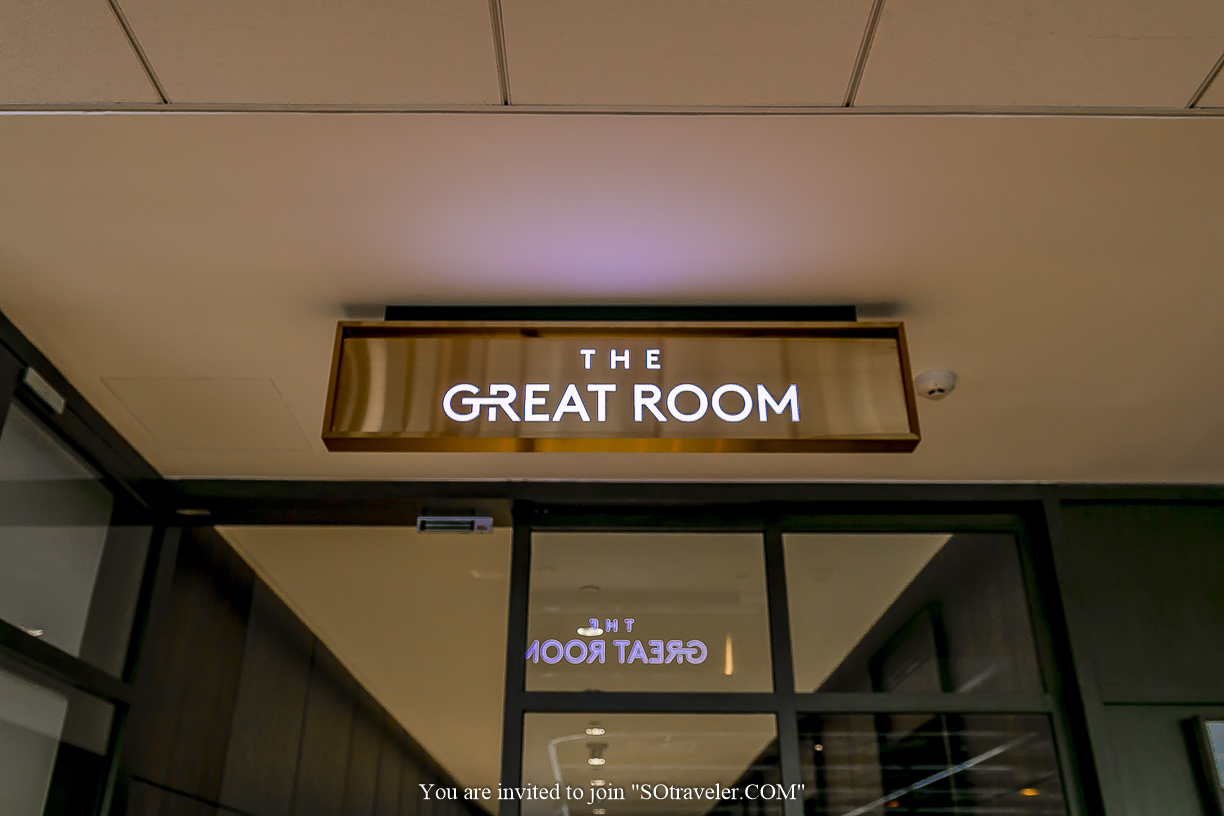 THE
GREAT ROOM
THE
GREAT ROOM
You are invited to join "SOtraveler.COM"